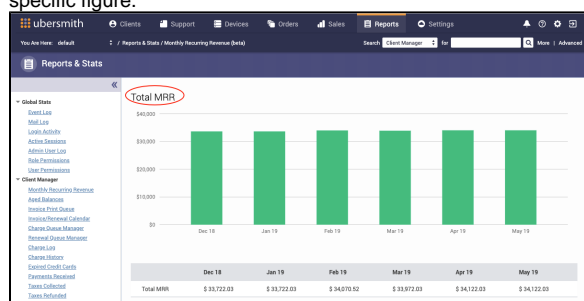 specific figure.
ubersmith Clients Support Devices Orders Sales Reports Settings
You Are Here: default / Reports & Stats / Monthly Recurring Revenue (beta) Search Client Manager for More | Advanced
Reports & Stats
«
Total MRR
Global Stats
Event Log
Mail Log
Login Activity
Active Sessions
Admin User Log
Role Permissions
User Permissions
Client Manager
Monthly Recurring Revenue
Aged Balances
Invoice Print Queue
Invoice/Renewal Calendar
Charge Queue Manager
Renewal Queue Manager
Charge Log
Charge History
Expired Credit Cards
Payments Received
Taxes Collected
Taxes Refunded
$40,000
$30,000
$20,000
$10,000
$0
Dec 18 Jan 19 Feb 19 Mar 19 Apr 19 May 19
Dec 18 Jan 19 Feb 19 Mar 19 Apr 19 May 19
Total MRR $ 33,722.03 $ 33,722.03 $ 34,070.52 $ 33,972.03 $ 34,122.03 $ 34,122.03